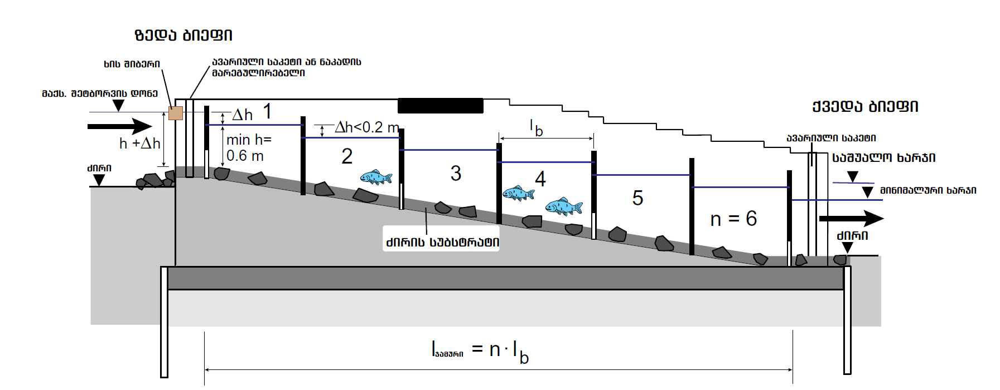 ზედა ბიეფი
ხის შიბერი
ავარიული საკეტი ან ნაკადის
მარეგულირებელი
მაქს. შეტბორვის დონე
ქვედა ბიეფი
Δh
1
Δh<0.2 m
l b
h +Δh
min h=
0.6 m
2
3
4
5
n = 6
ავარიული საკეტი
საშუალო ხარჯი
მინიმალური ხარჯი
ძირი
ძირი
ძირის სუბსტრატი
l ჯამური = n · l b